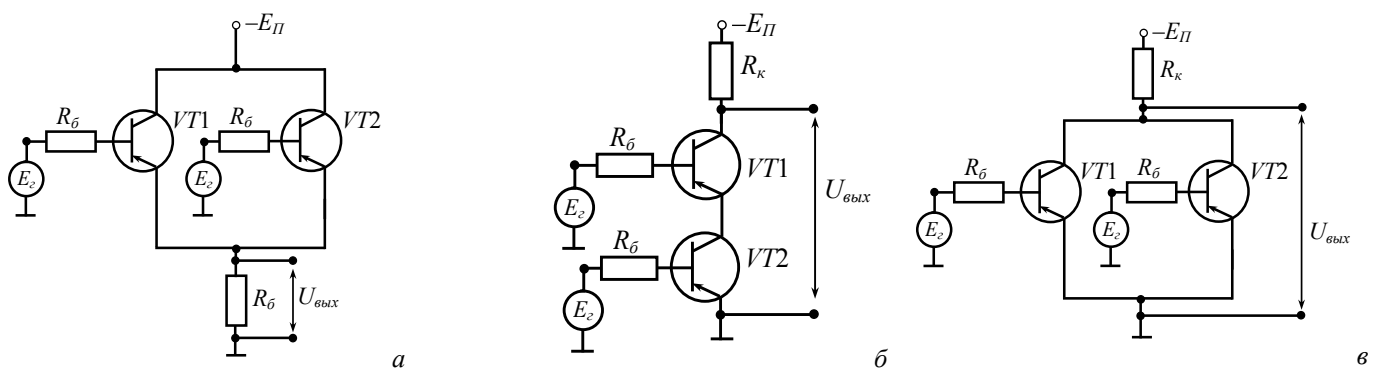 –E_П
R_б
VT1
R_б
VT2
E_г
E_г
R_б
U_вых
а
–E_П
R_к
R_б
VT1
E_г
U_вых
R_б
VT2
E_г
б
–E_П
R_к
R_б
VT1
R_б
VT2
E_г
E_г
U_вых
в